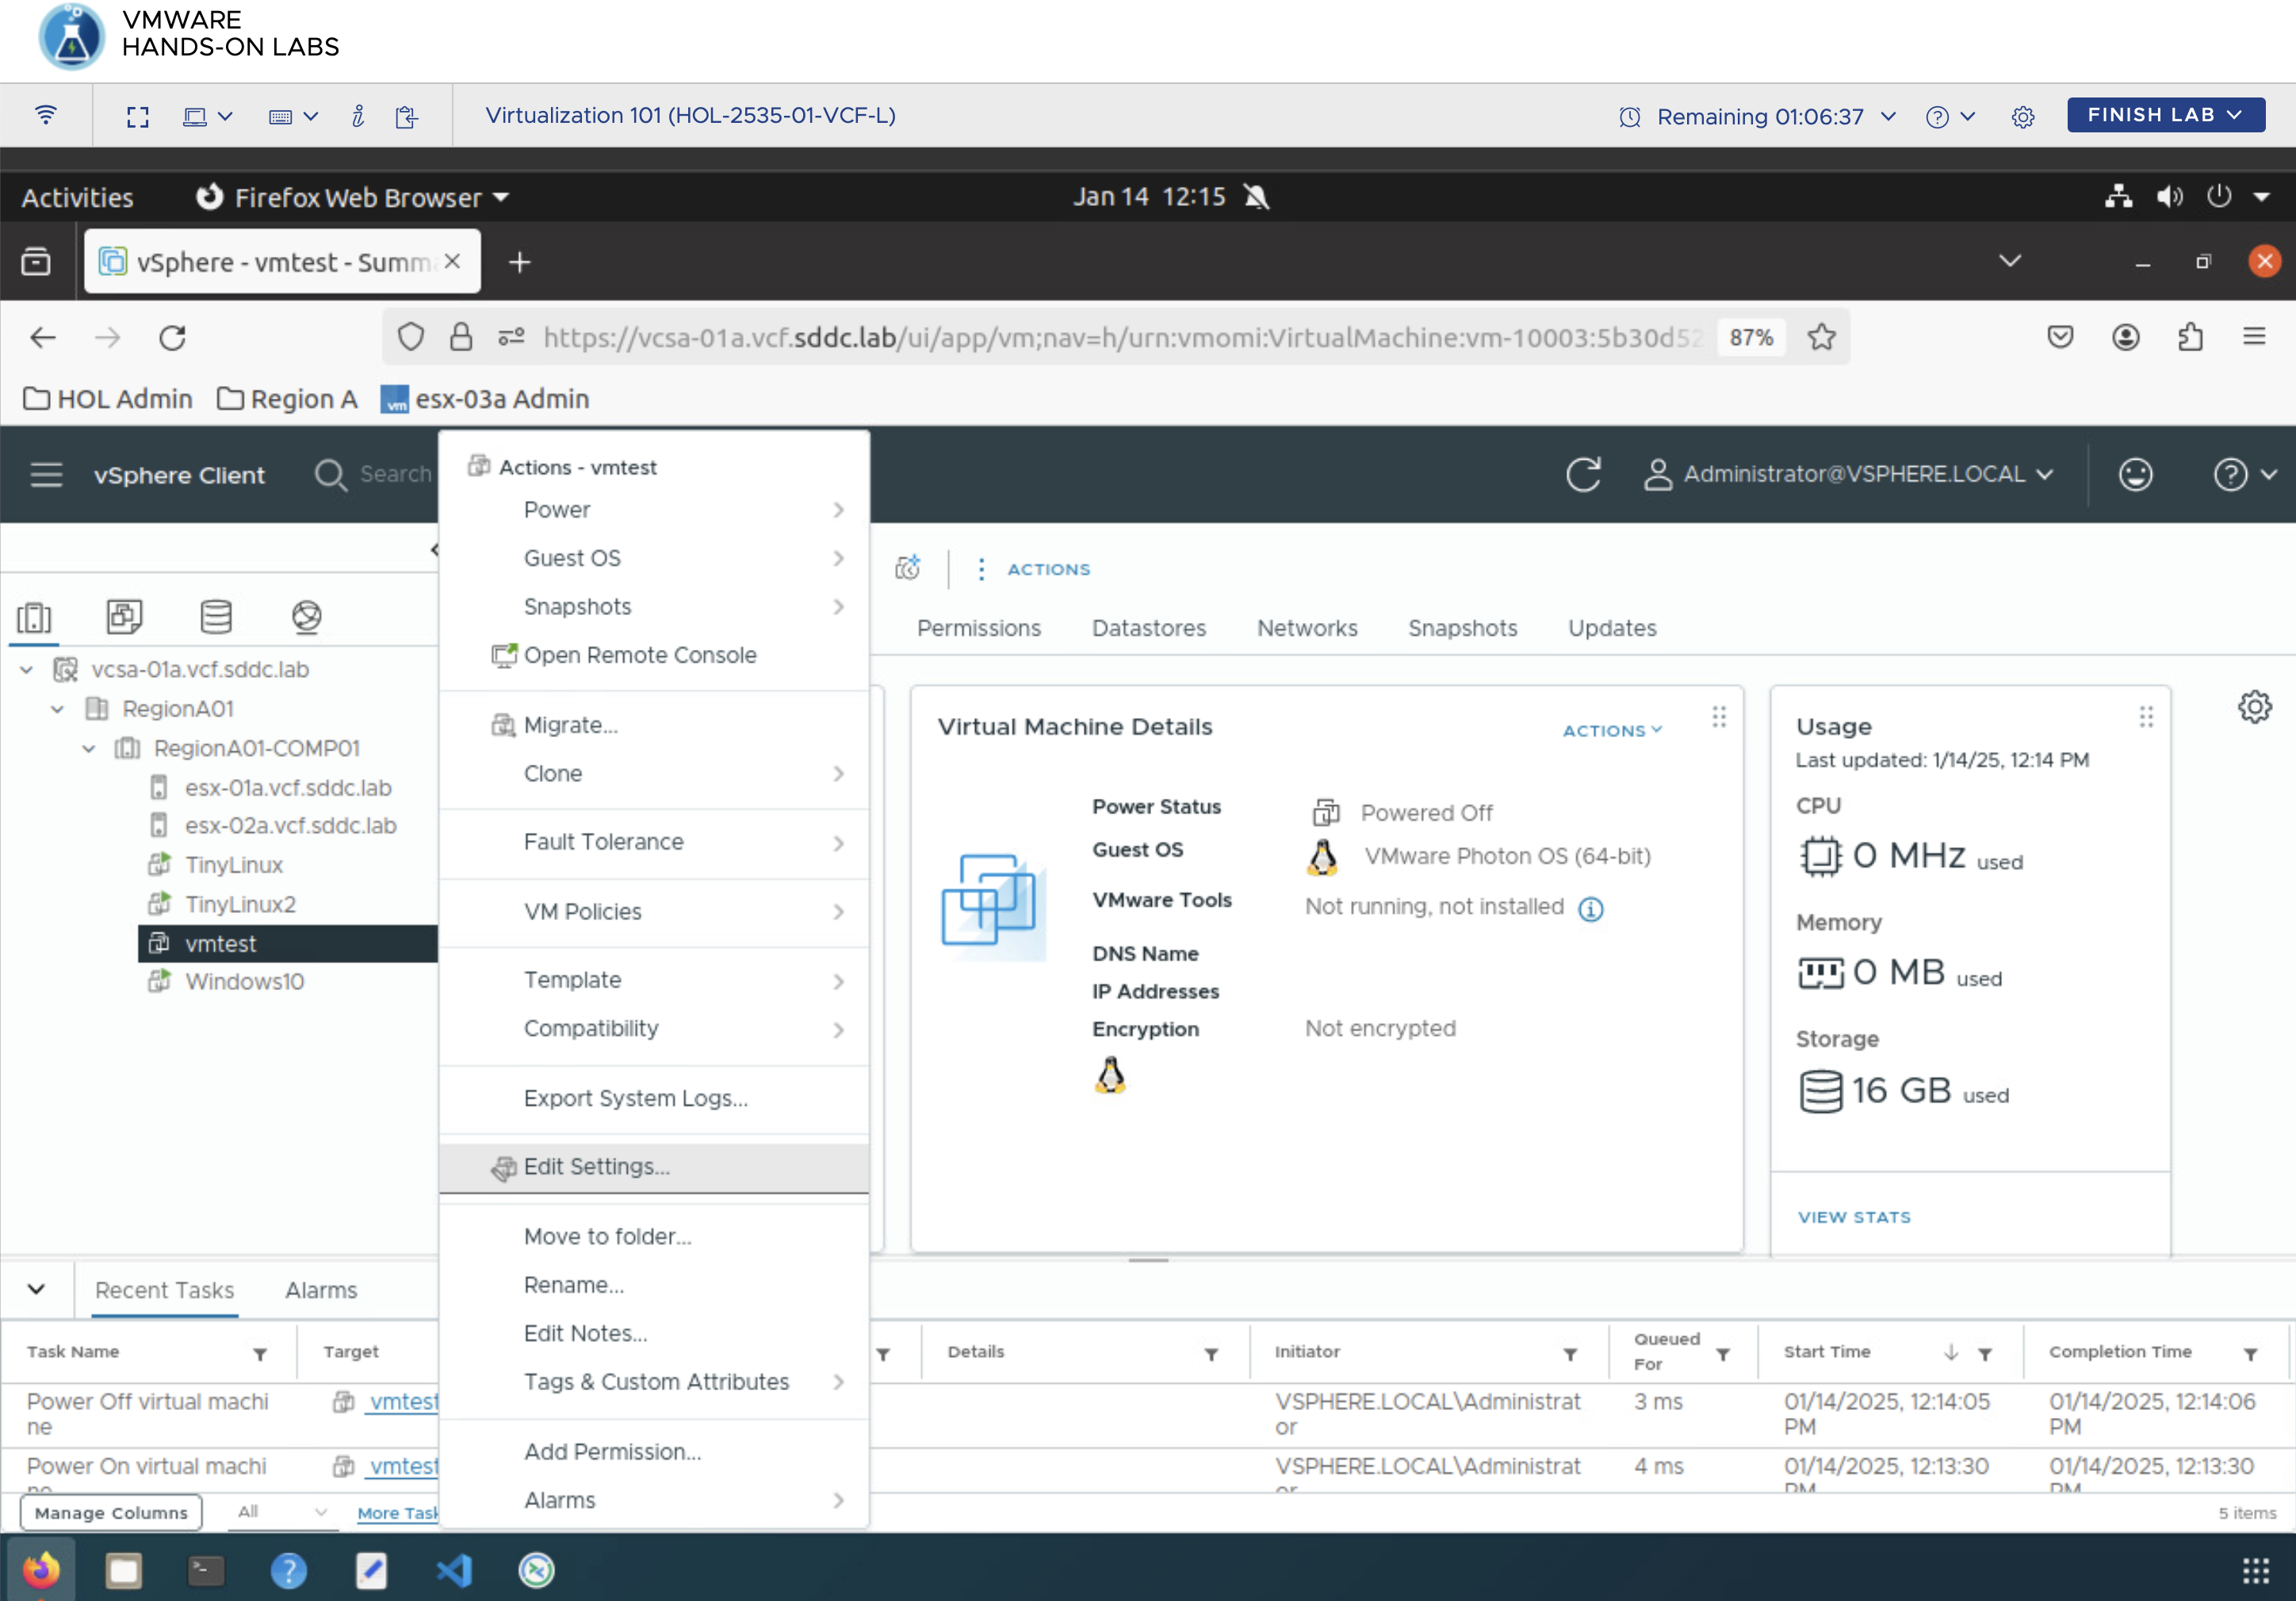 VMWARE
HANDS-ON LABS
Virtualization 101 (HOL-2535-01-VCF-L)
Remaining 01:06:37
FINISH LAB
Activities
Firefox Web Browser
Jan 14 12:15
vSphere - vmtest - Summa
https://vcsa-01a.vcf.sddc.lab/ui/app/vm;nav=h/urn:vmomi:VirtualMachine:vm-10003:5b30d52
87%
HOL Admin
Region A
vm
esx-03a Admin
vSphere Client
Search
Administrator@VSPHERE.LOCAL
vcsa-01a.vcf.sddc.lab
RegionA01
RegionA01-COMP01
esx-01a.vcf.sddc.lab
esx-02a.vcf.sddc.lab
TinyLinux
TinyLinux2
vmtest
Windows10
Actions - vmtest
Power
Guest OS
Snapshots
Open Remote Console
Migrate...
Clone
Fault Tolerance
VM Policies
Template
Compatibility
Export System Logs...
Edit Settings...
Move to folder...
Rename...
Edit Notes...
Tags & Custom Attributes
Add Permission...
Alarms
ACTIONS
Permissions
Datastores
Networks
Snapshots
Updates
Virtual Machine Details
ACTIONS
Power Status
Powered Off
Guest OS
VMware Photon OS (64-bit)
VMware Tools
Not running, not installed
DNS Name
IP Addresses
Encryption
Not encrypted
Usage
Last updated: 1/14/25, 12:14 PM
CPU
0 MHz used
Memory
0 MB used
Storage
16 GB used
VIEW STATS
Recent Tasks
Alarms
Task Name
Target
Details
Initiator
Queued
For
Start Time
Completion Time
Power Off virtual machi
ne
vmtest
VSPHERE.LOCAL\Administrat
or
3 ms
01/14/2025, 12:14:05
PM
01/14/2025, 12:14:06
PM
Power On virtual machi
ne
vmtest
VSPHERE.LOCAL\Administrat
or
4 ms
01/14/2025, 12:13:30
PM
01/14/2025, 12:13:30
PM
Manage Columns
All
More Task
5 items